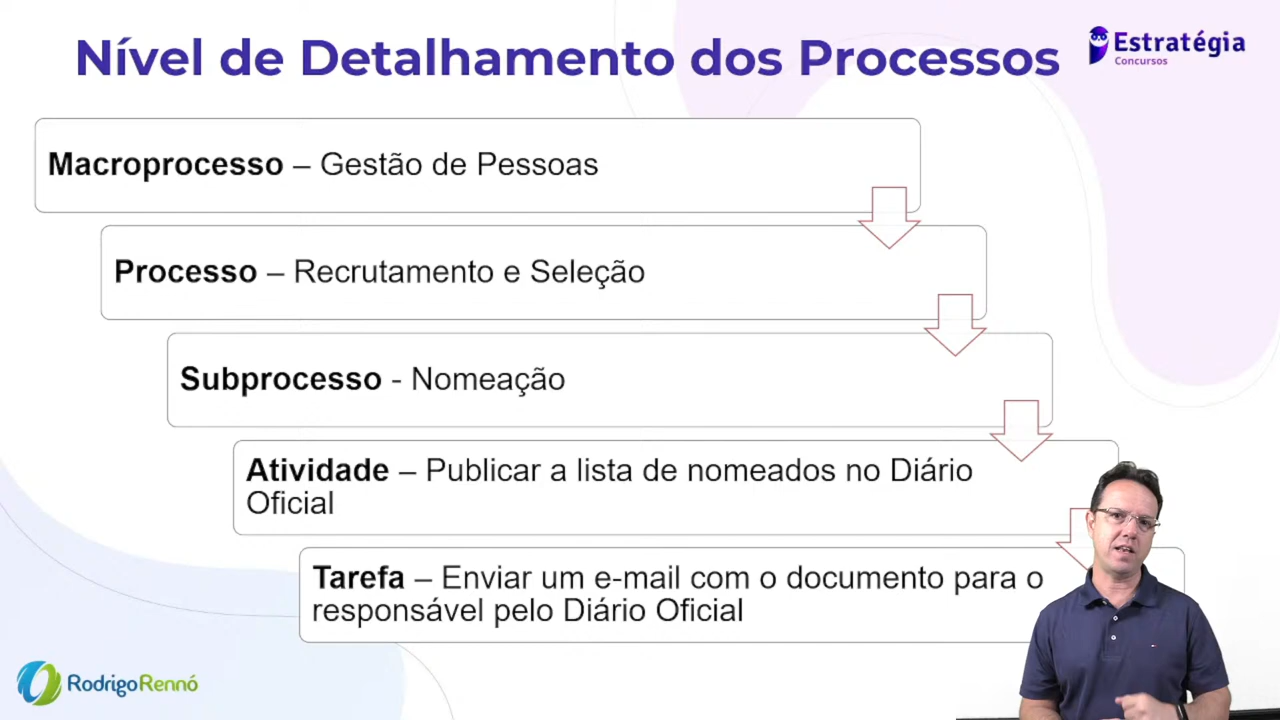 Nível de Detalhamento dos Processos
Estratégia
Concursos
Macroprocesso – Gestão de Pessoas
Processo – Recrutamento e Seleção
Subprocesso - Nomeação
Atividade – Publicar a lista de nomeados no Diário
Oficial
Tarefa – Enviar um e-mail com o documento para o
responsável pelo Diário Oficial
RodrigoRennó